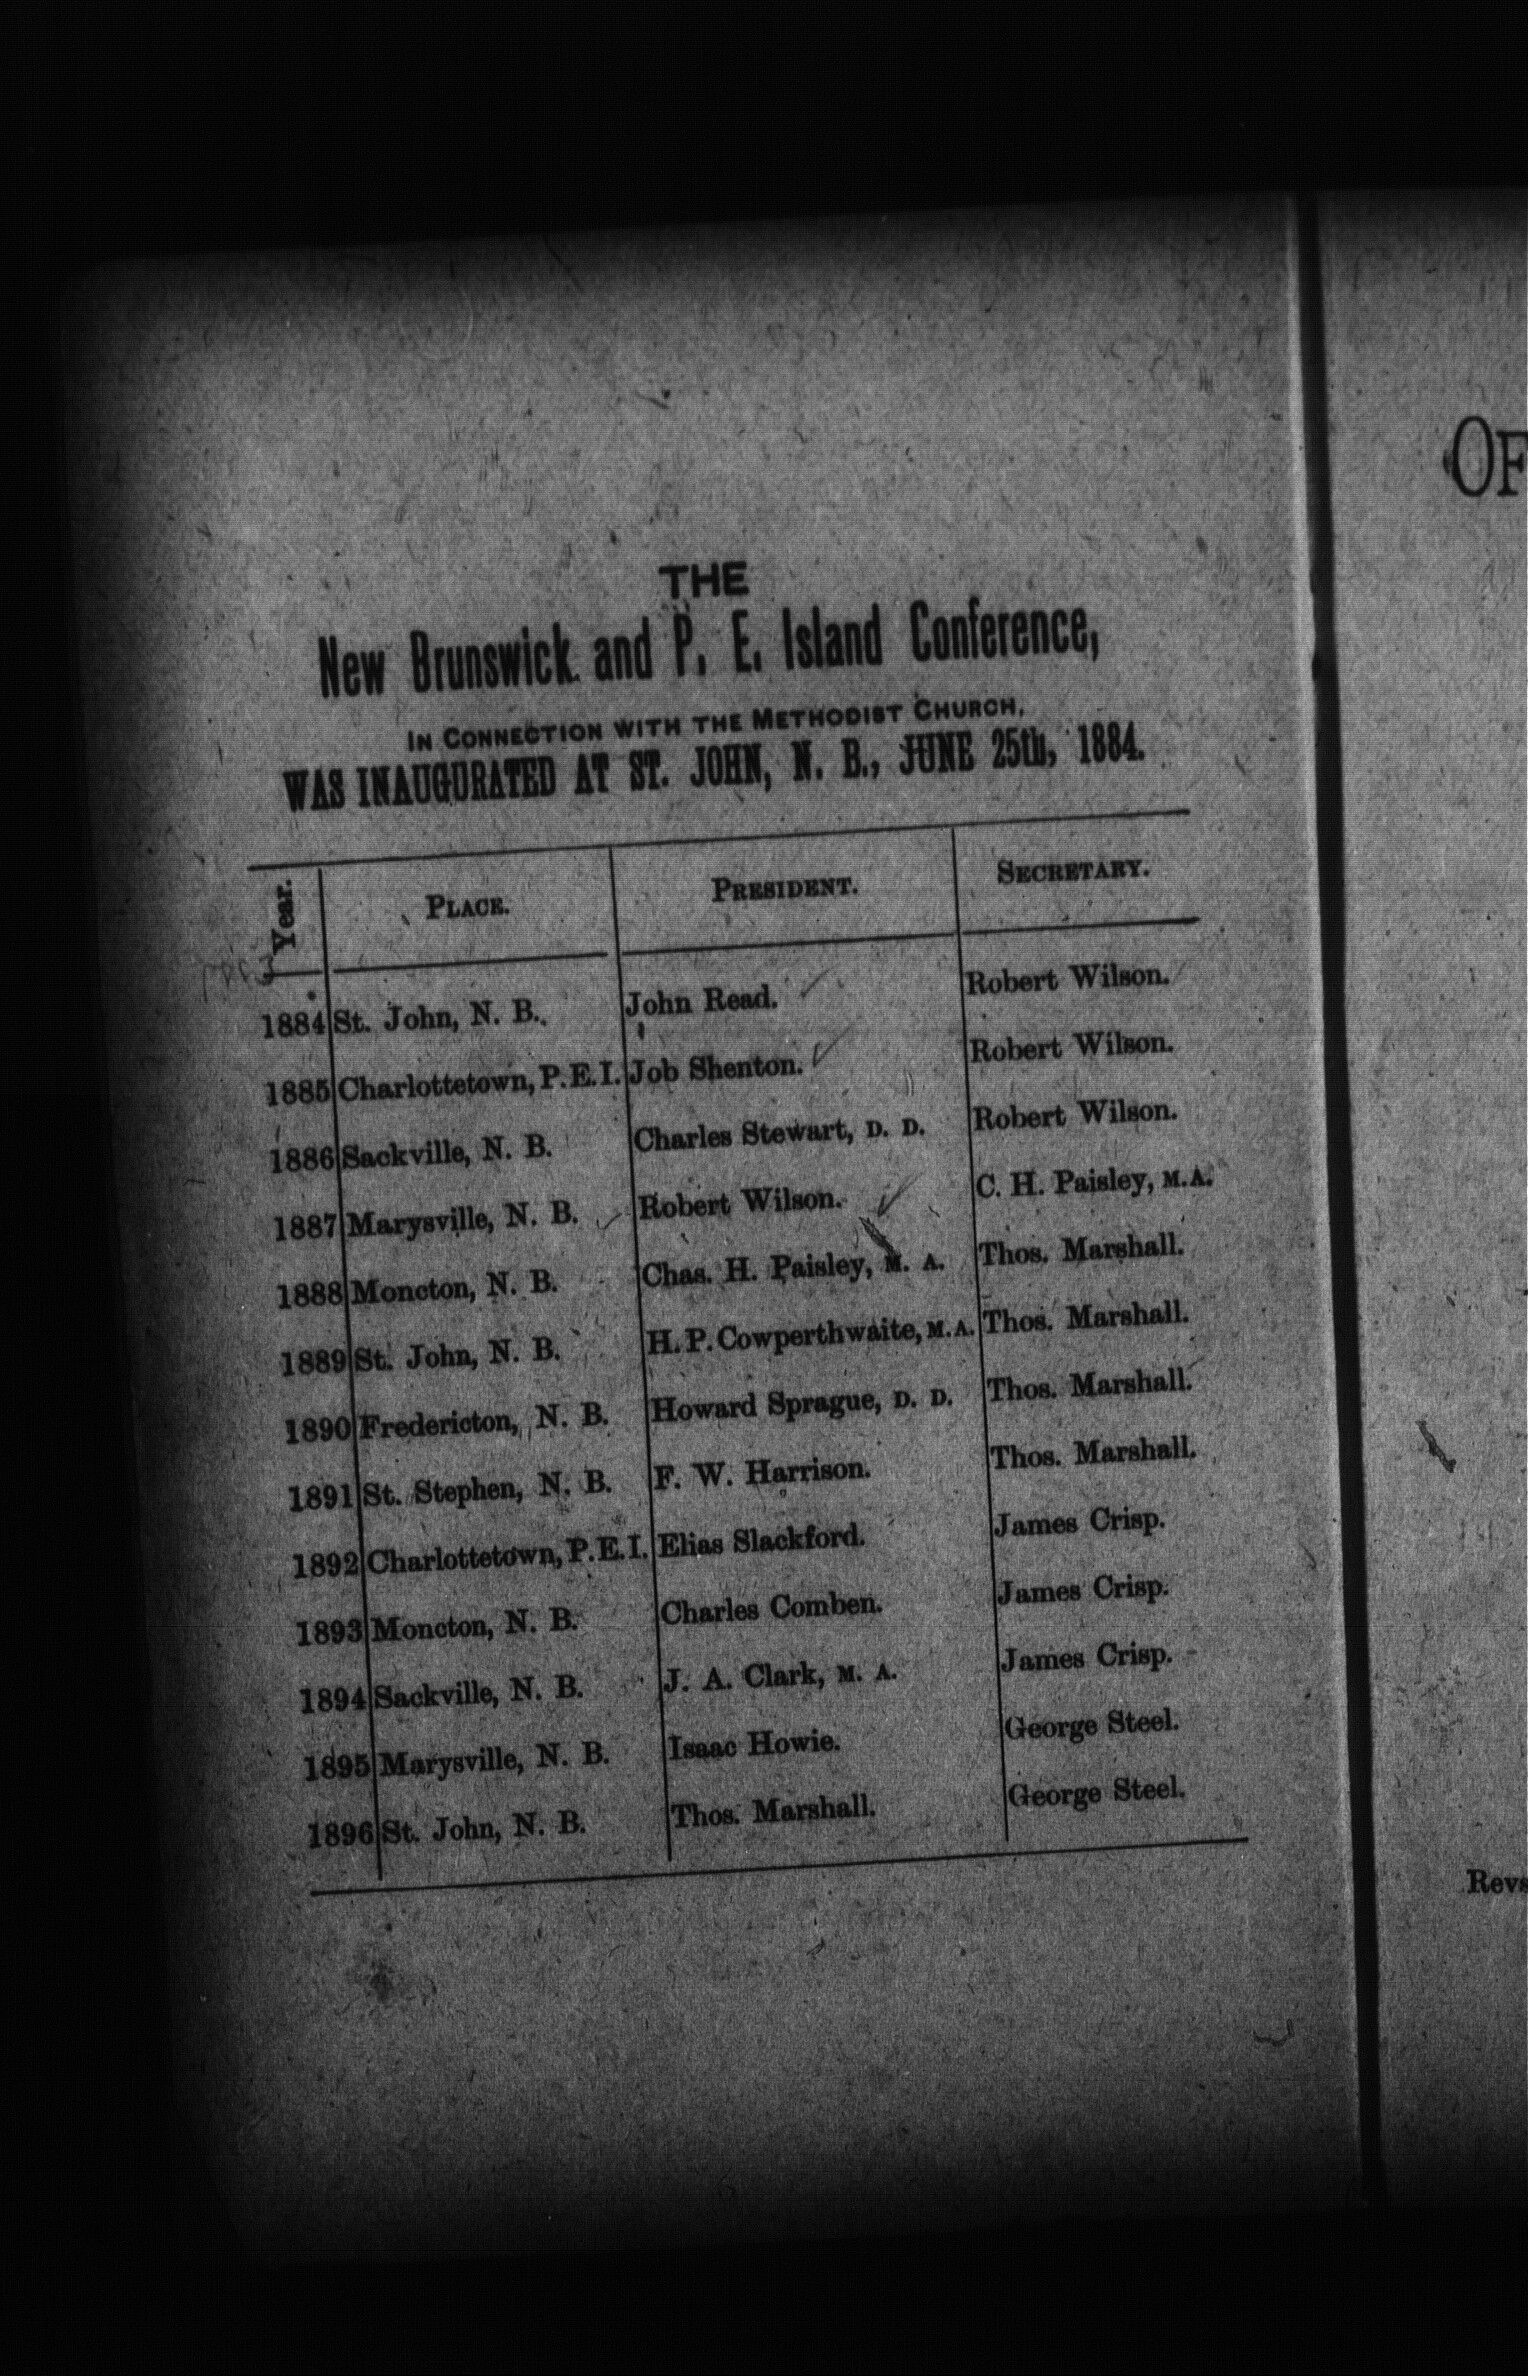 THE
New Brunswick and P. E. Island Conference,
IN CONNECTION WITH THE METHODIST CHURCH,
WAS INAUGURATED AT ST. JOHN, N. B., JUNE 25th, 1884.
Year. PLACE. PRESIDENT. SECRETARY.
1884 St. John, N. B. John Read. Robert Wilson.
1885 Charlottetown, P.E.I. Job Shenton. Robert Wilson.
1886 Sackville, N. B. Charles Stewart, D. D. Robert Wilson.
1887 Marysville, N. B. Robert Wilson. C. H. Paisley, M.A.
1888 Moncton, N. B. Chas. H. Paisley, M. A. Thos. Marshall.
1889 St. John, N. B. H. P. Cowperthwaite, M.A. Thos. Marshall.
1890 Fredericton, N. B. Howard Sprague, D. D. Thos. Marshall.
1891 St. Stephen, N. B. F. W. Harrison. Thos. Marshall.
1892 Charlottetown, P.E.I. Elias Slackford. James Crisp.
1893 Moncton, N. B. Charles Comben. James Crisp.
1894 Sackville, N. B. J. A. Clark, M. A. James Crisp.
1895 Marysville, N. B. Isaac Howie. George Steel.
1896 St. John, N. B. Thos. Marshall. George Steel.
OF
Revs